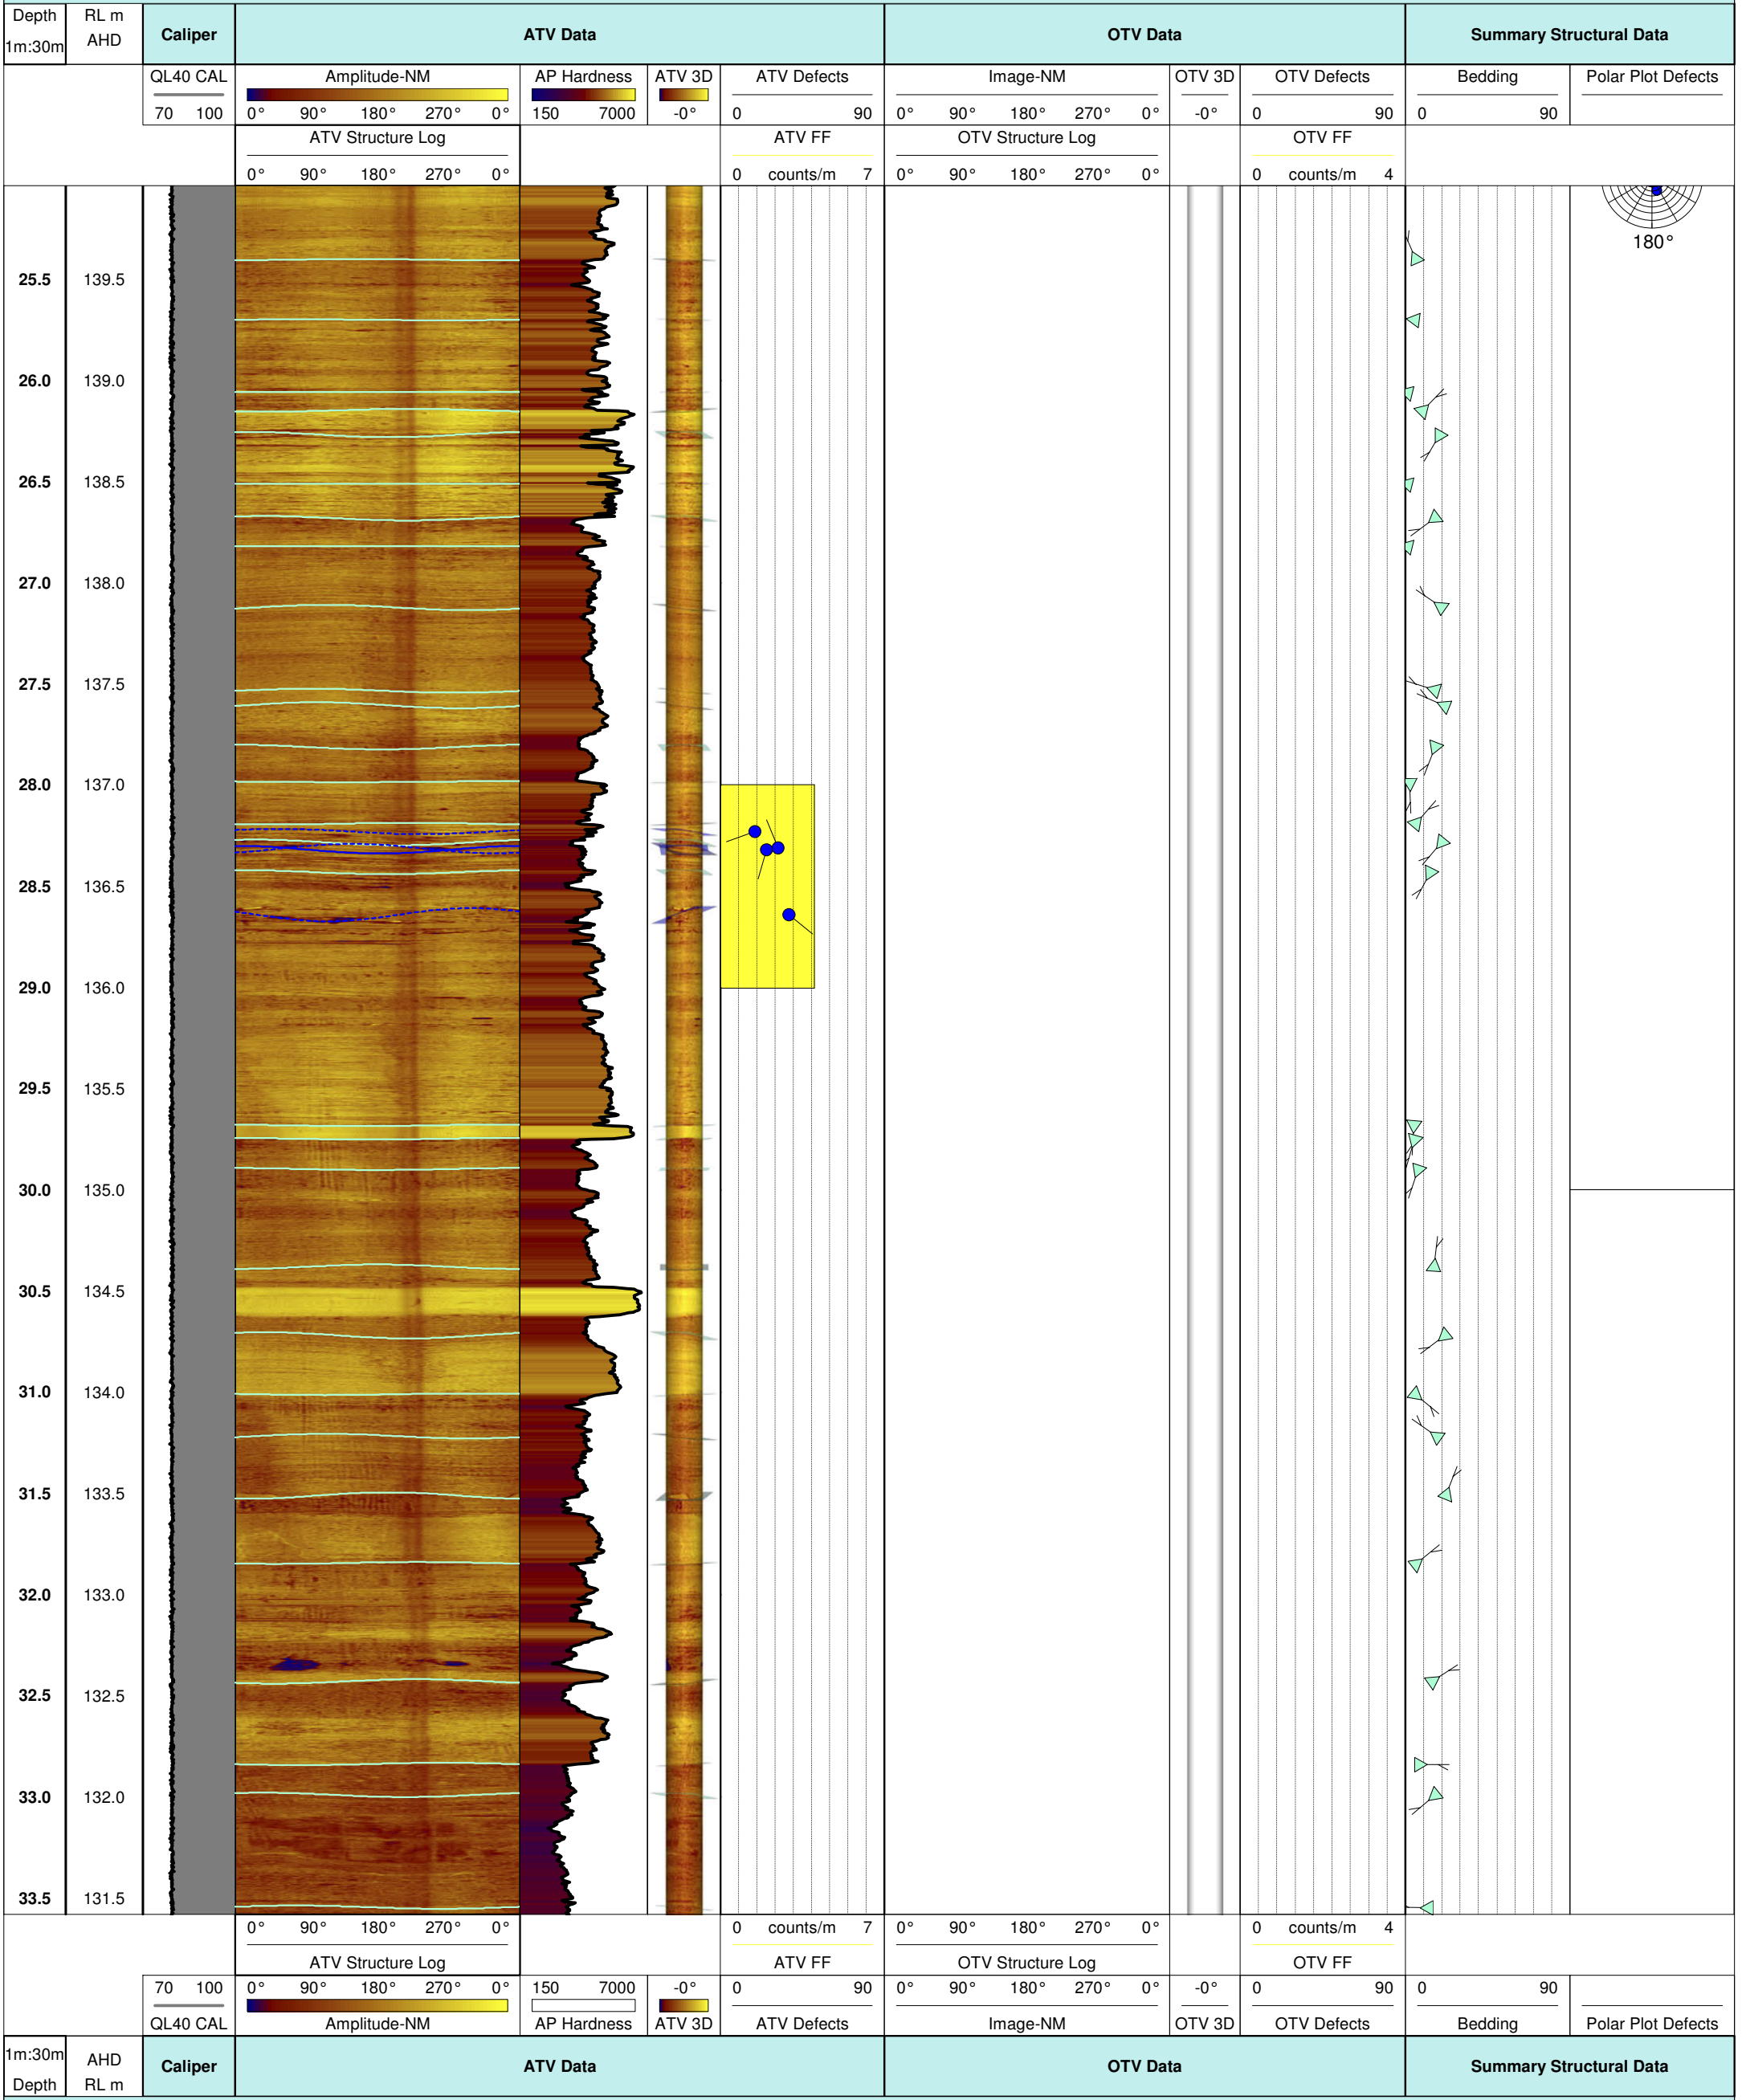 Depth RL m Caliper ATV Data OTV Data Summary Structural Data
1m:30m AHD
QL40 CAL Amplitude-NM AP Hardness ATV 3D ATV Defects Image-NM OTV 3D OTV Defects Bedding Polar Plot Defects
70 100 0° 90° 180° 270° 0° 150 7000 -0° 0 90 0° 90° 180° 270° 0° -0° 0 90 0 90
ATV Structure Log ATV FF OTV Structure Log OTV FF
0° 90° 180° 270° 0° 0 counts/m 7 0° 90° 180° 270° 0° 0 counts/m 4
180°
25.5 139.5
26.0 139.0
26.5 138.5
27.0 138.0
27.5 137.5
28.0 137.0
28.5 136.5
29.0 136.0
29.5 135.5
30.0 135.0
30.5 134.5
31.0 134.0
31.5 133.5
32.0 133.0
32.5 132.5
33.0 132.0
33.5 131.5
0° 90° 180° 270° 0° 0 counts/m 7 0° 90° 180° 270° 0° 0 counts/m 4
ATV Structure Log ATV FF OTV Structure Log OTV FF
70 100 0° 90° 180° 270° 0° 150 7000 -0° 0 90 0° 90° 180° 270° 0° -0° 0 90 0 90
QL40 CAL Amplitude-NM AP Hardness ATV 3D ATV Defects Image-NM OTV 3D OTV Defects Bedding Polar Plot Defects
1m:30m AHD Caliper ATV Data OTV Data Summary Structural Data
Depth RL m